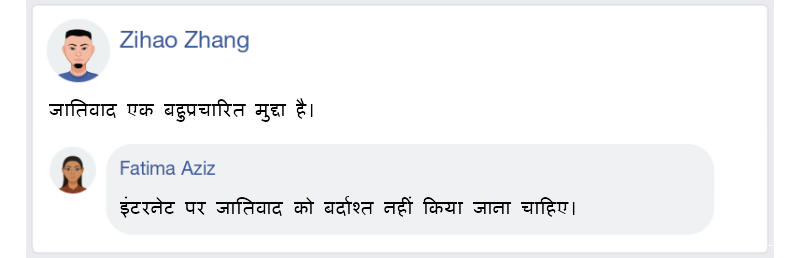 Zihao Zhang
जातिवाद एक बहुप्रचारित मुद्दा है।
Fatima Aziz
इंटरनेट पर जातिवाद को बर्दाश्त नहीं किया जाना चाहिए।